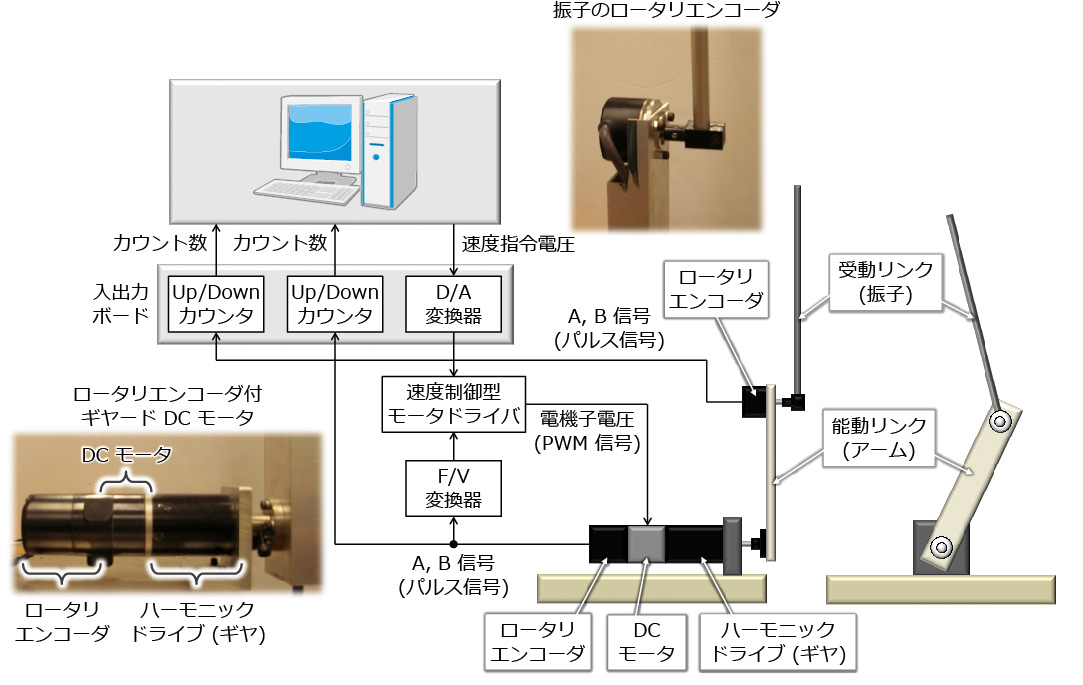 振子のロータリエンコーダ
カウント数
カウント数
速度指令電圧
入出力
ボード
Up/Down
カウンタ
Up/Down
カウンタ
D/A
変換器
A, B 信号
(パルス信号)
ロータリ
エンコーダ
受動リンク
(振子)
ロータリエンコーダ付
ギヤード DC モータ
速度制御型
モータドライバ
電機子電圧
(PWM 信号)
能動リンク
(アーム)
DC モータ
F/V
変換器
A, B 信号
(パルス信号)
ロータリ
エンコーダ
ハーモニック
ドライブ (ギヤ)
ロータリ
エンコーダ
DC
モータ
ハーモニック
ドライブ (ギヤ)